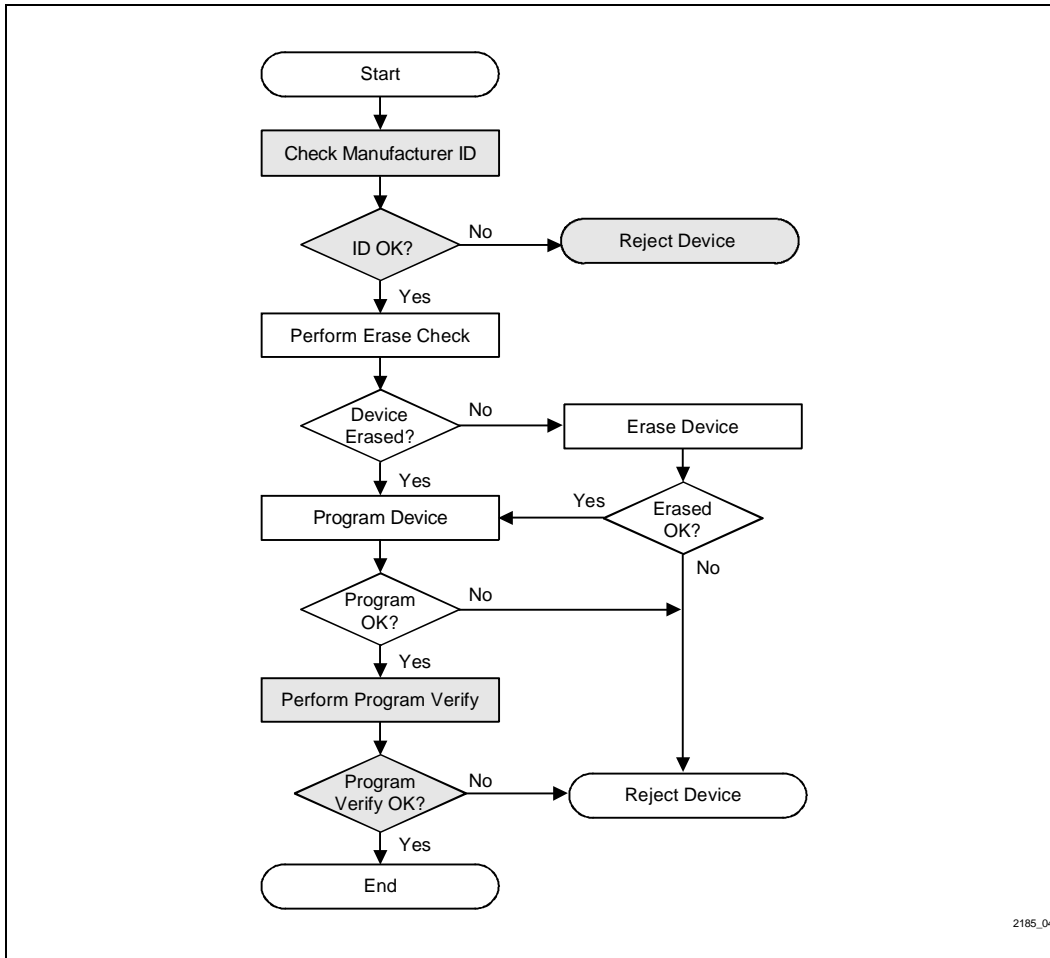 Start
Check Manufacturer ID
ID OK?
No
Reject Device
Yes
Perform Erase Check
Device
Erased?
No
Erase Device
Yes
Program Device
Yes
Erased
OK?
No
Program
OK?
No
Yes
Perform Program Verify
Program
Verify OK?
No
Reject Device
Yes
End
2185_04